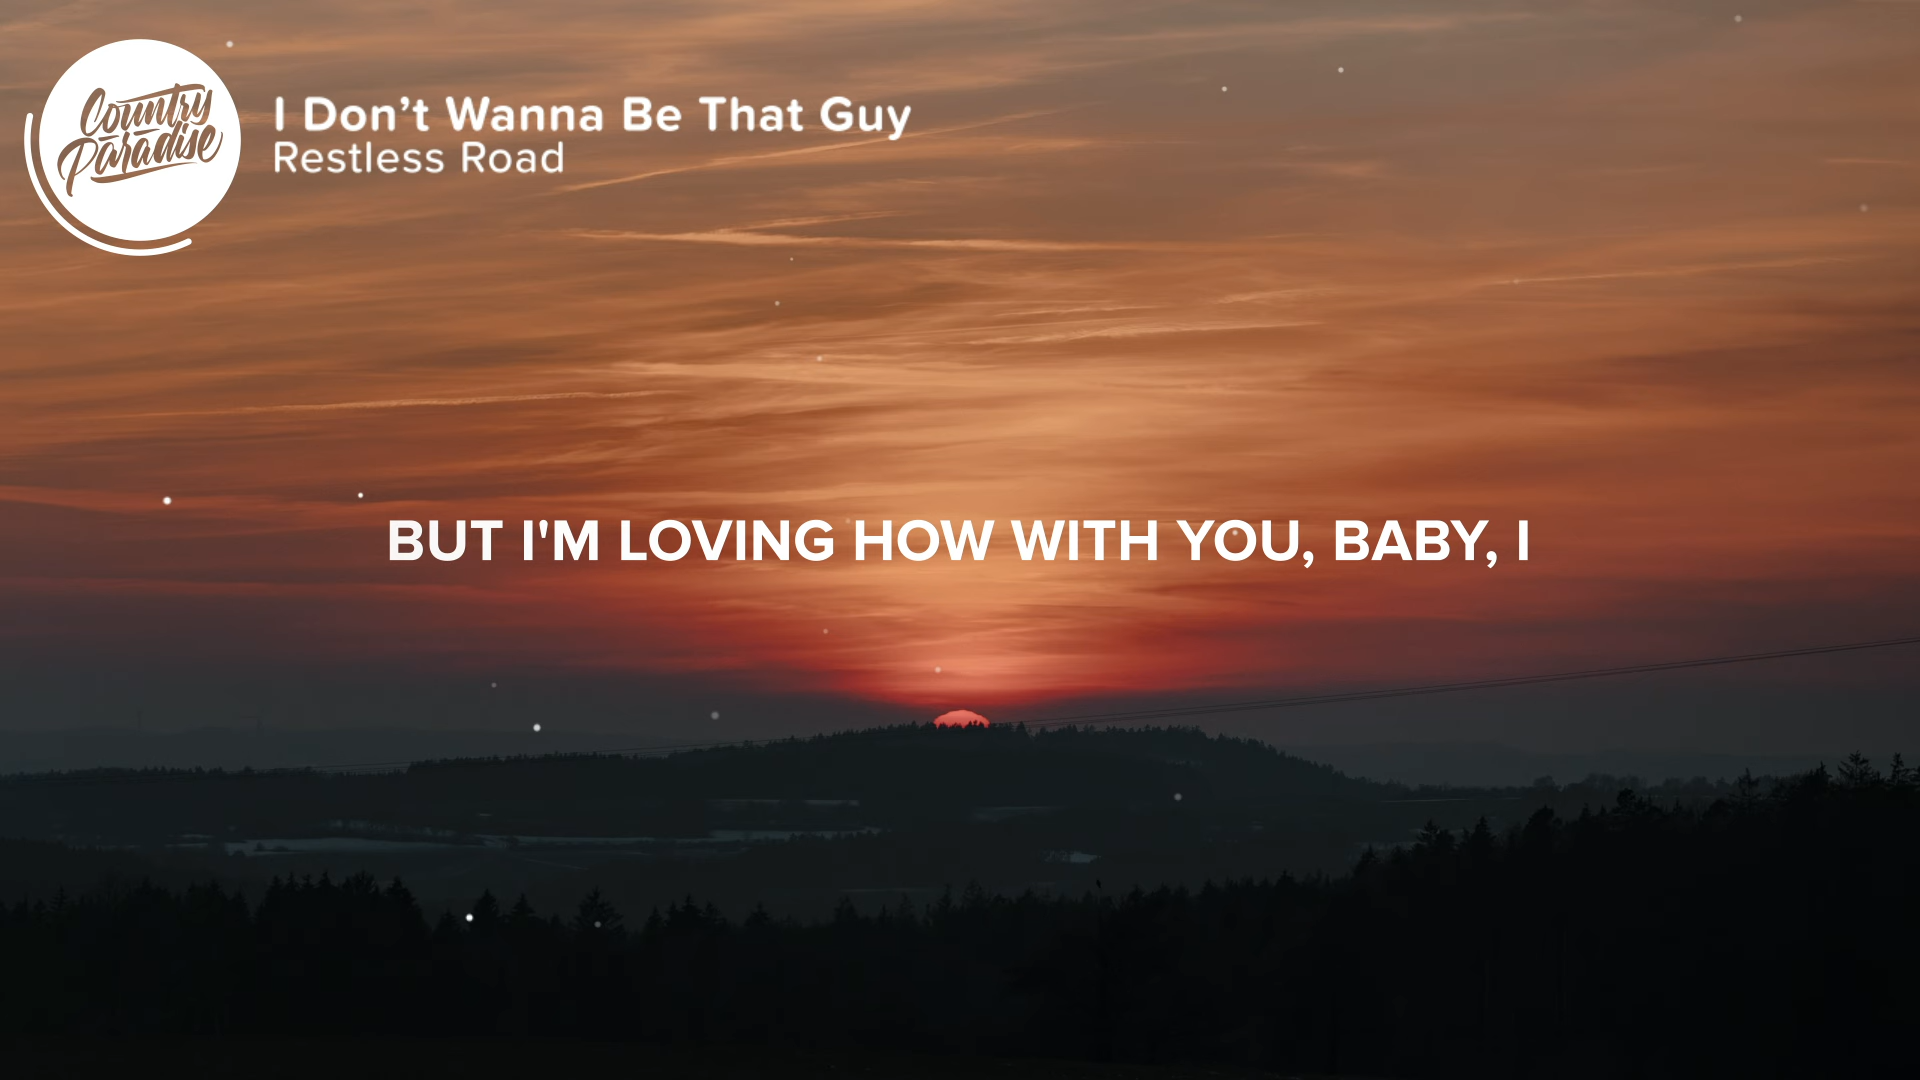 Country
Paradise
I Don’t Wanna Be That Guy
Restless Road
BUT I'M LOVING HOW WITH YOU, BABY, I